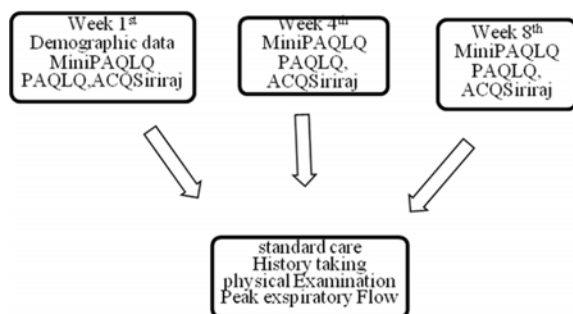 Week 1st
Demographic data
MiniPAQLQ
PAQLQ,ACQSiriraj
Week 4th
MiniPAQLQ
PAQLQ,
ACQSiriraj
Week 8th
MiniPAQLQ
PAQLQ,
ACQSiriraj
standard care
History taking
physical Examination
Peak exspiratory Flow